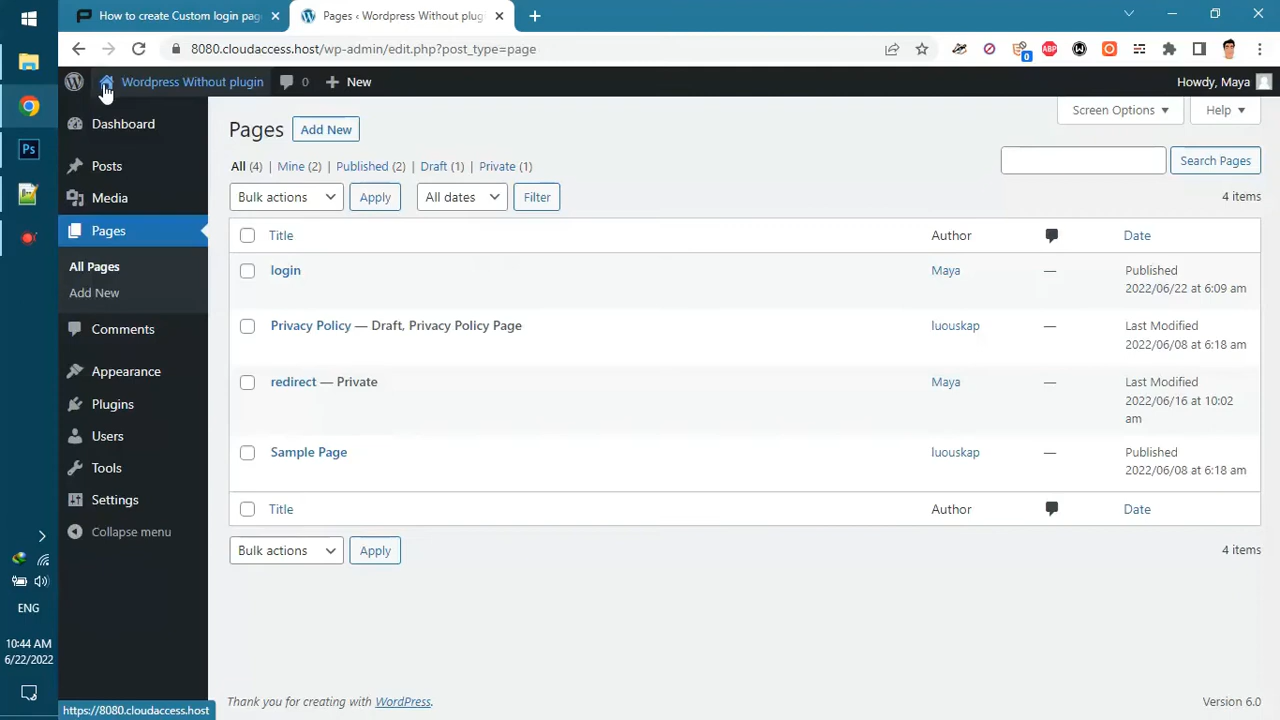 How to create Custom login pag
Pages ‹ Wordpress Without plug
8080.cloudaccess.host/wp-admin/edit.php?post_type=page
0
ABP
Wordpress Without plugin
0
New
Howdy, Maya
Dashboard
Posts
Media
Pages
All Pages
Add New
Comments
Appearance
Plugins
Users
Tools
Settings
Collapse menu
Screen Options
Help
Pages
Add New
All (4) | Mine (2) | Published (2) | Draft (1) | Private (1)
Search Pages
Bulk actions
Apply
All dates
Filter
4 items
Title
Author
Date
login
Maya
—
Published
2022/06/22 at 6:09 am
Privacy Policy — Draft, Privacy Policy Page
luouskap
—
Last Modified
2022/06/08 at 6:18 am
redirect — Private
Maya
—
Last Modified
2022/06/16 at 10:02
am
Sample Page
luouskap
—
Published
2022/06/08 at 6:18 am
Title
Author
Date
Bulk actions
Apply
4 items
Thank you for creating with WordPress.
Version 6.0
https://8080.cloudaccess.host
Ps
ENG
10:44 AM
6/22/2022